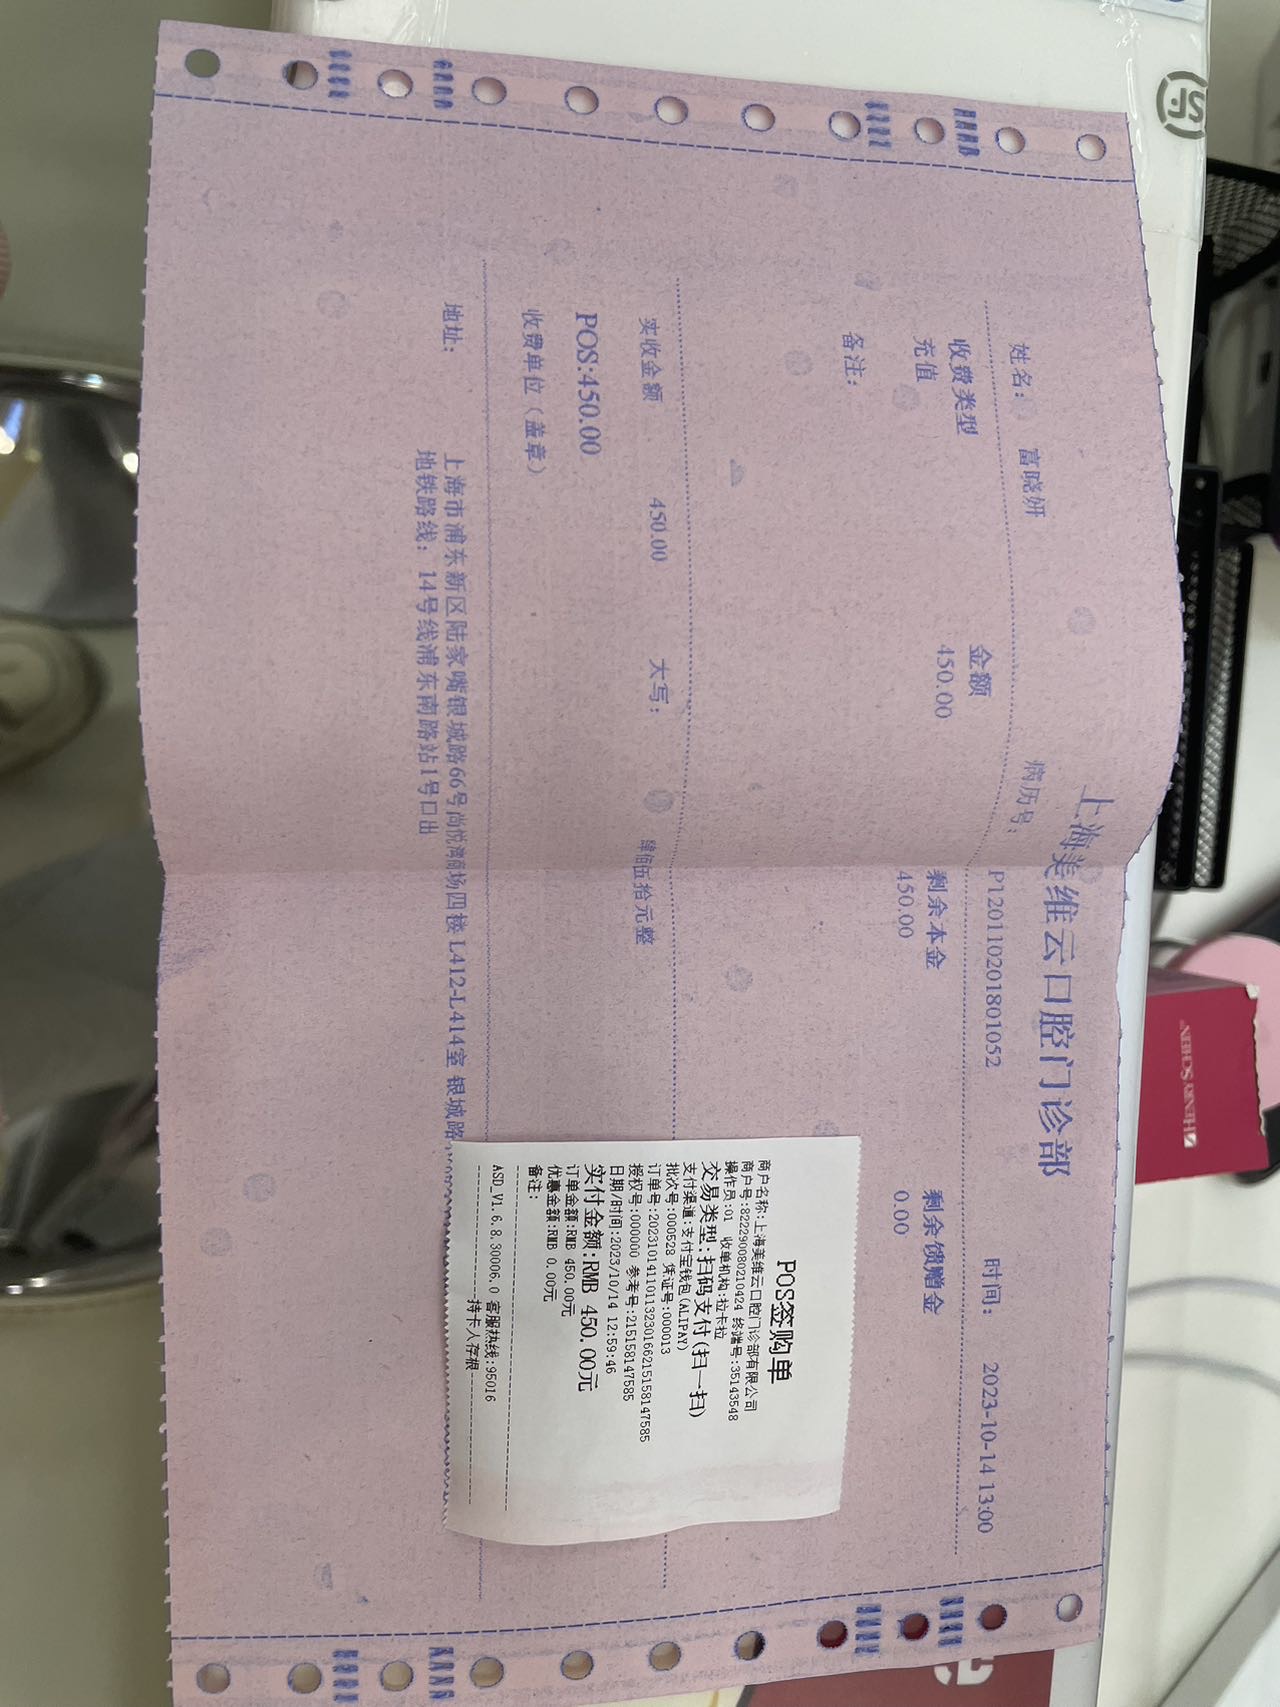 上海美维云口腔门诊部
姓名： 富晓妍 病历号： P120110201801052 时间： 2023-10-14 13:00
收费类型 金额 剩余本金 剩余馈赠金
充值 450.00 450.00 0.00
备注：
实收金额 450.00 大写： 肆佰伍拾元整
POS:450.00
收费单位（盖章）
地址： 上海市浦东新区陆家嘴银城路66号尚悦湾商场四楼 L412-L414室 银城路
地铁路线：14号线浦东南路站1号口出
POS签购单
商户名称:上海美维云口腔门诊部有限公司
商户号:822290080210424 终端号:35143548
操作员:01 收单机构:拉卡拉
交易类型:扫码支付(扫一扫)
支付渠道:支付宝钱包(ALIPAY)
批次号:000528 凭证号:000013
订单号:20231014110113230166215158147585
授权号:000000 参考号:215158147585
日期/时间:2023/10/14 12:59:46
实付金额:RMB 450.00元
订单金额:RMB 450.00元
优惠金额:RMB 0.00元
备注:
ASD_V1.6.8.30006.0 客服热线:95016
持卡人存根
HENRY SCHEIN
SF